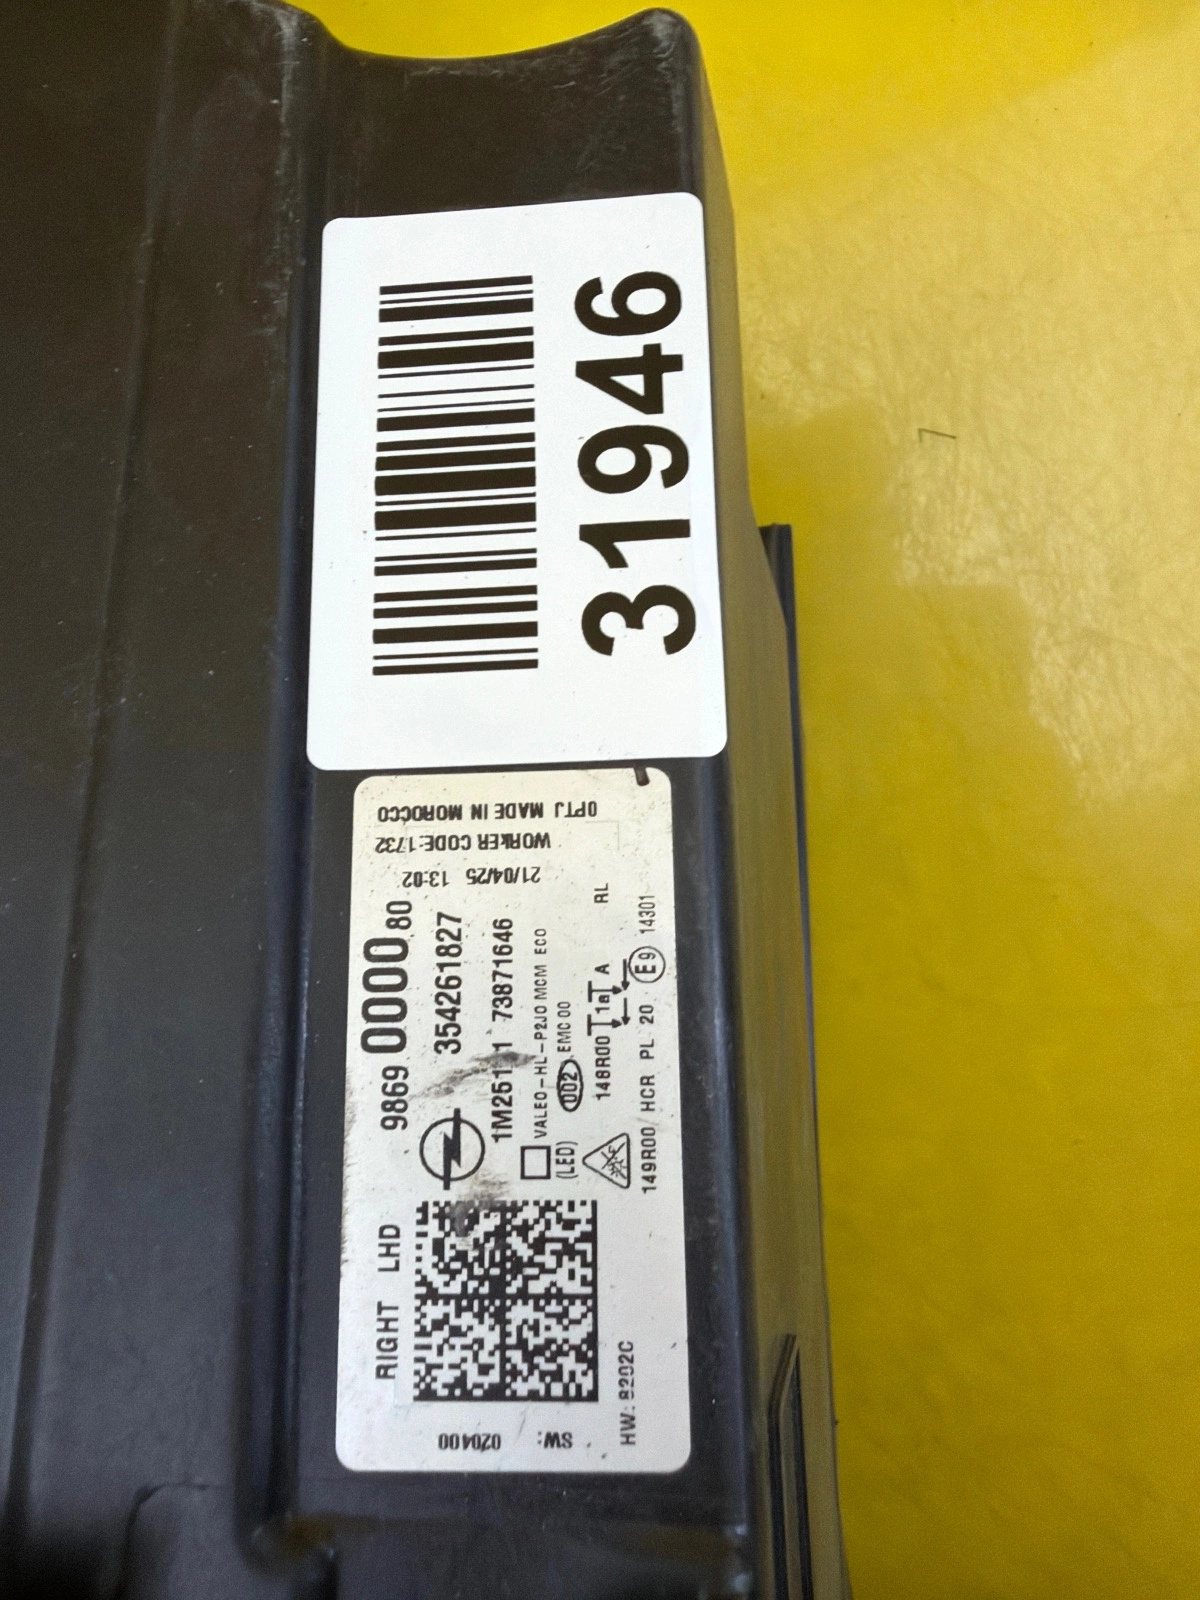 31946
OPTJ MADE IN MOROCCO
WORKER CODE:1732
21/04/25 13:02
9869 0000 80
354261827
73871646
VALEO-HL-P2JO MCM ECO
(LED) 002 EMC 00
148R00 1a A RL
149R00/HCR PL 20 E9 14301
RIGHT LHD
SW: 020400
HW: 8202C